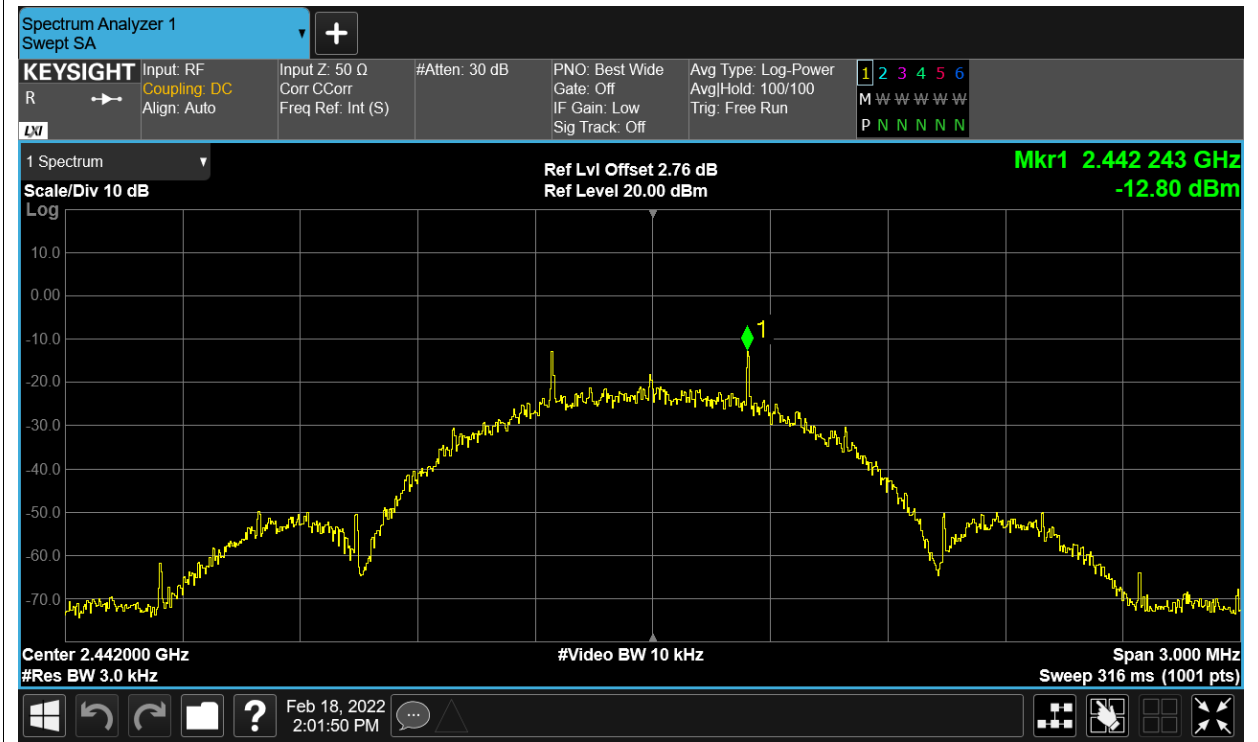 Spectrum Analyzer 1
Swept SA
+
KEYSIGHT
R
LXI
Input: RF
Coupling: DC
Align: Auto
Input Z: 50 Ω
Corr CCorr
Freq Ref: Int (S)
#Atten: 30 dB
PNO: Best Wide
Gate: Off
IF Gain: Low
Sig Track: Off
Avg Type: Log-Power
Avg|Hold: 100/100
Trig: Free Run
1 2 3 4 5 6
M W W W W W
P N N N N N
1 Spectrum
Scale/Div 10 dB
Log
Ref Lvl Offset 2.76 dB
Ref Level 20.00 dBm
Mkr1 2.442 243 GHz
-12.80 dBm
10.0
0.00
-10.0
-20.0
-30.0
-40.0
-50.0
-60.0
-70.0
1
Center 2.442000 GHz
#Res BW 3.0 kHz
#Video BW 10 kHz
Span 3.000 MHz
Sweep 316 ms (1001 pts)
?
Feb 18, 2022
2:01:50 PM